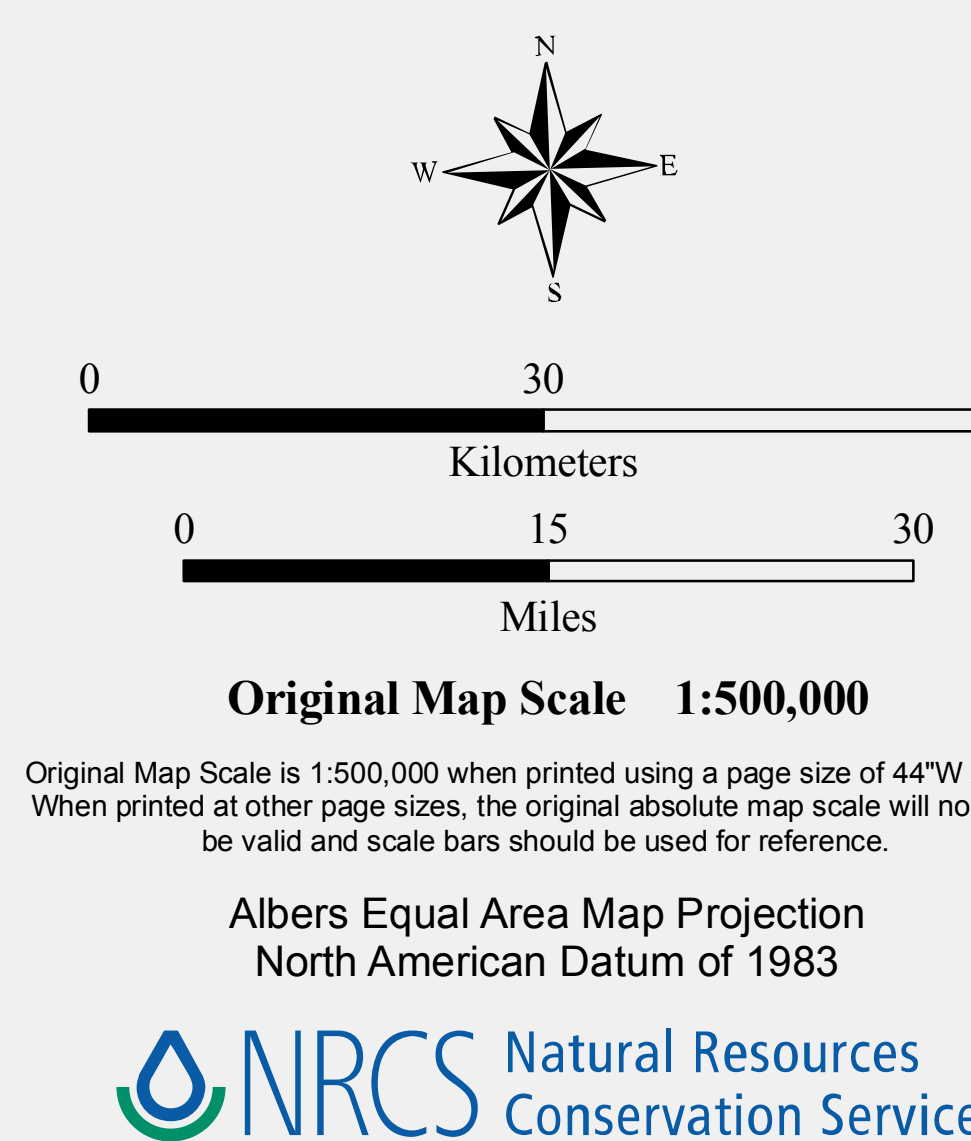 N
W E
S
0 30
Kilometers
0 15 30
Miles
Original Map Scale 1:500,000
Original Map Scale is 1:500,000 when printed using a page size of 44"W
When printed at other page sizes, the original absolute map scale will no
be valid and scale bars should be used for reference.
Albers Equal Area Map Projection
North American Datum of 1983
NRCS Natural Resources
Conservation Service